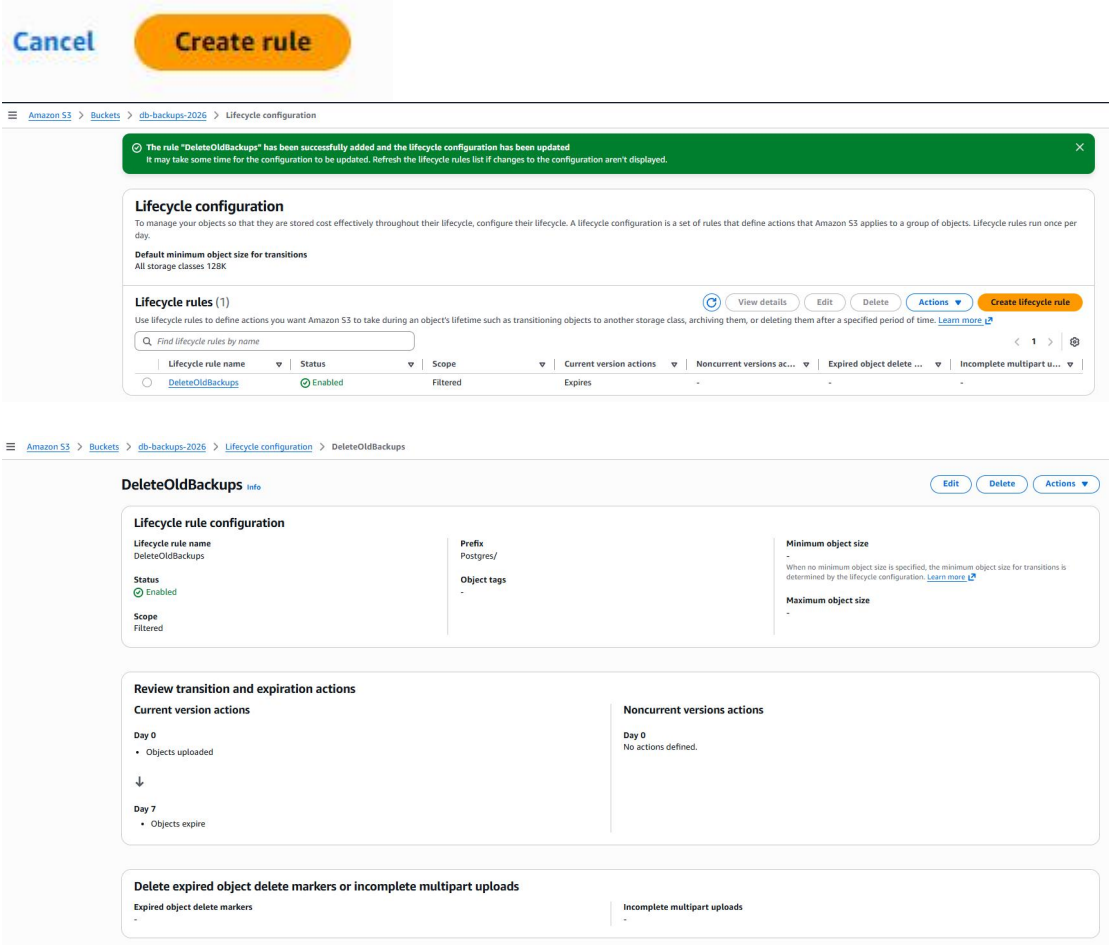 Cancel Create rule
Amazon S3 > Buckets > db-backups-2026 > Lifecycle configuration
The rule "DeleteOldBackups" has been successfully added and the lifecycle configuration has been updated
It may take some time for the configuration to be updated. Refresh the lifecycle rules list if changes to the configuration aren't displayed.
Lifecycle configuration
To manage your objects so that they are stored cost effectively throughout their lifecycle, configure their lifecycle. A lifecycle configuration is a set of rules that define actions that Amazon S3 applies to a group of objects. Lifecycle rules run once per
day.
Default minimum object size for transitions
All storage classes 128K
Lifecycle rules (1) View details Edit Delete Actions Create lifecycle rule
Use lifecycle rules to define actions you want Amazon S3 to take during an object's lifetime such as transitioning objects to another storage class, archiving them, or deleting them after a specified period of time. Learn more
Find lifecycle rules by name < 1 >
Lifecycle rule name Status Scope Current version actions Noncurrent versions ac... Expired object delete ... Incomplete multipart u...
DeleteOldBackups Enabled Filtered Expires - - -
Amazon S3 > Buckets > db-backups-2026 > Lifecycle configuration > DeleteOldBackups
DeleteOldBackups Info Edit Delete Actions
Lifecycle rule configuration
Lifecycle rule name
DeleteOldBackups
Status
Enabled
Scope
Filtered
Prefix
Postgres/
Object tags
-
Minimum object size
-
When no minimum object size is specified, the minimum object size for transitions is
determined by the lifecycle configuration. Learn more
Maximum object size
-
Review transition and expiration actions
Current version actions
Day 0
• Objects uploaded
↓
Day 7
• Objects expire
Noncurrent versions actions
Day 0
No actions defined.
Delete expired object delete markers or incomplete multipart uploads
Expired object delete markers
-
Incomplete multipart uploads
-